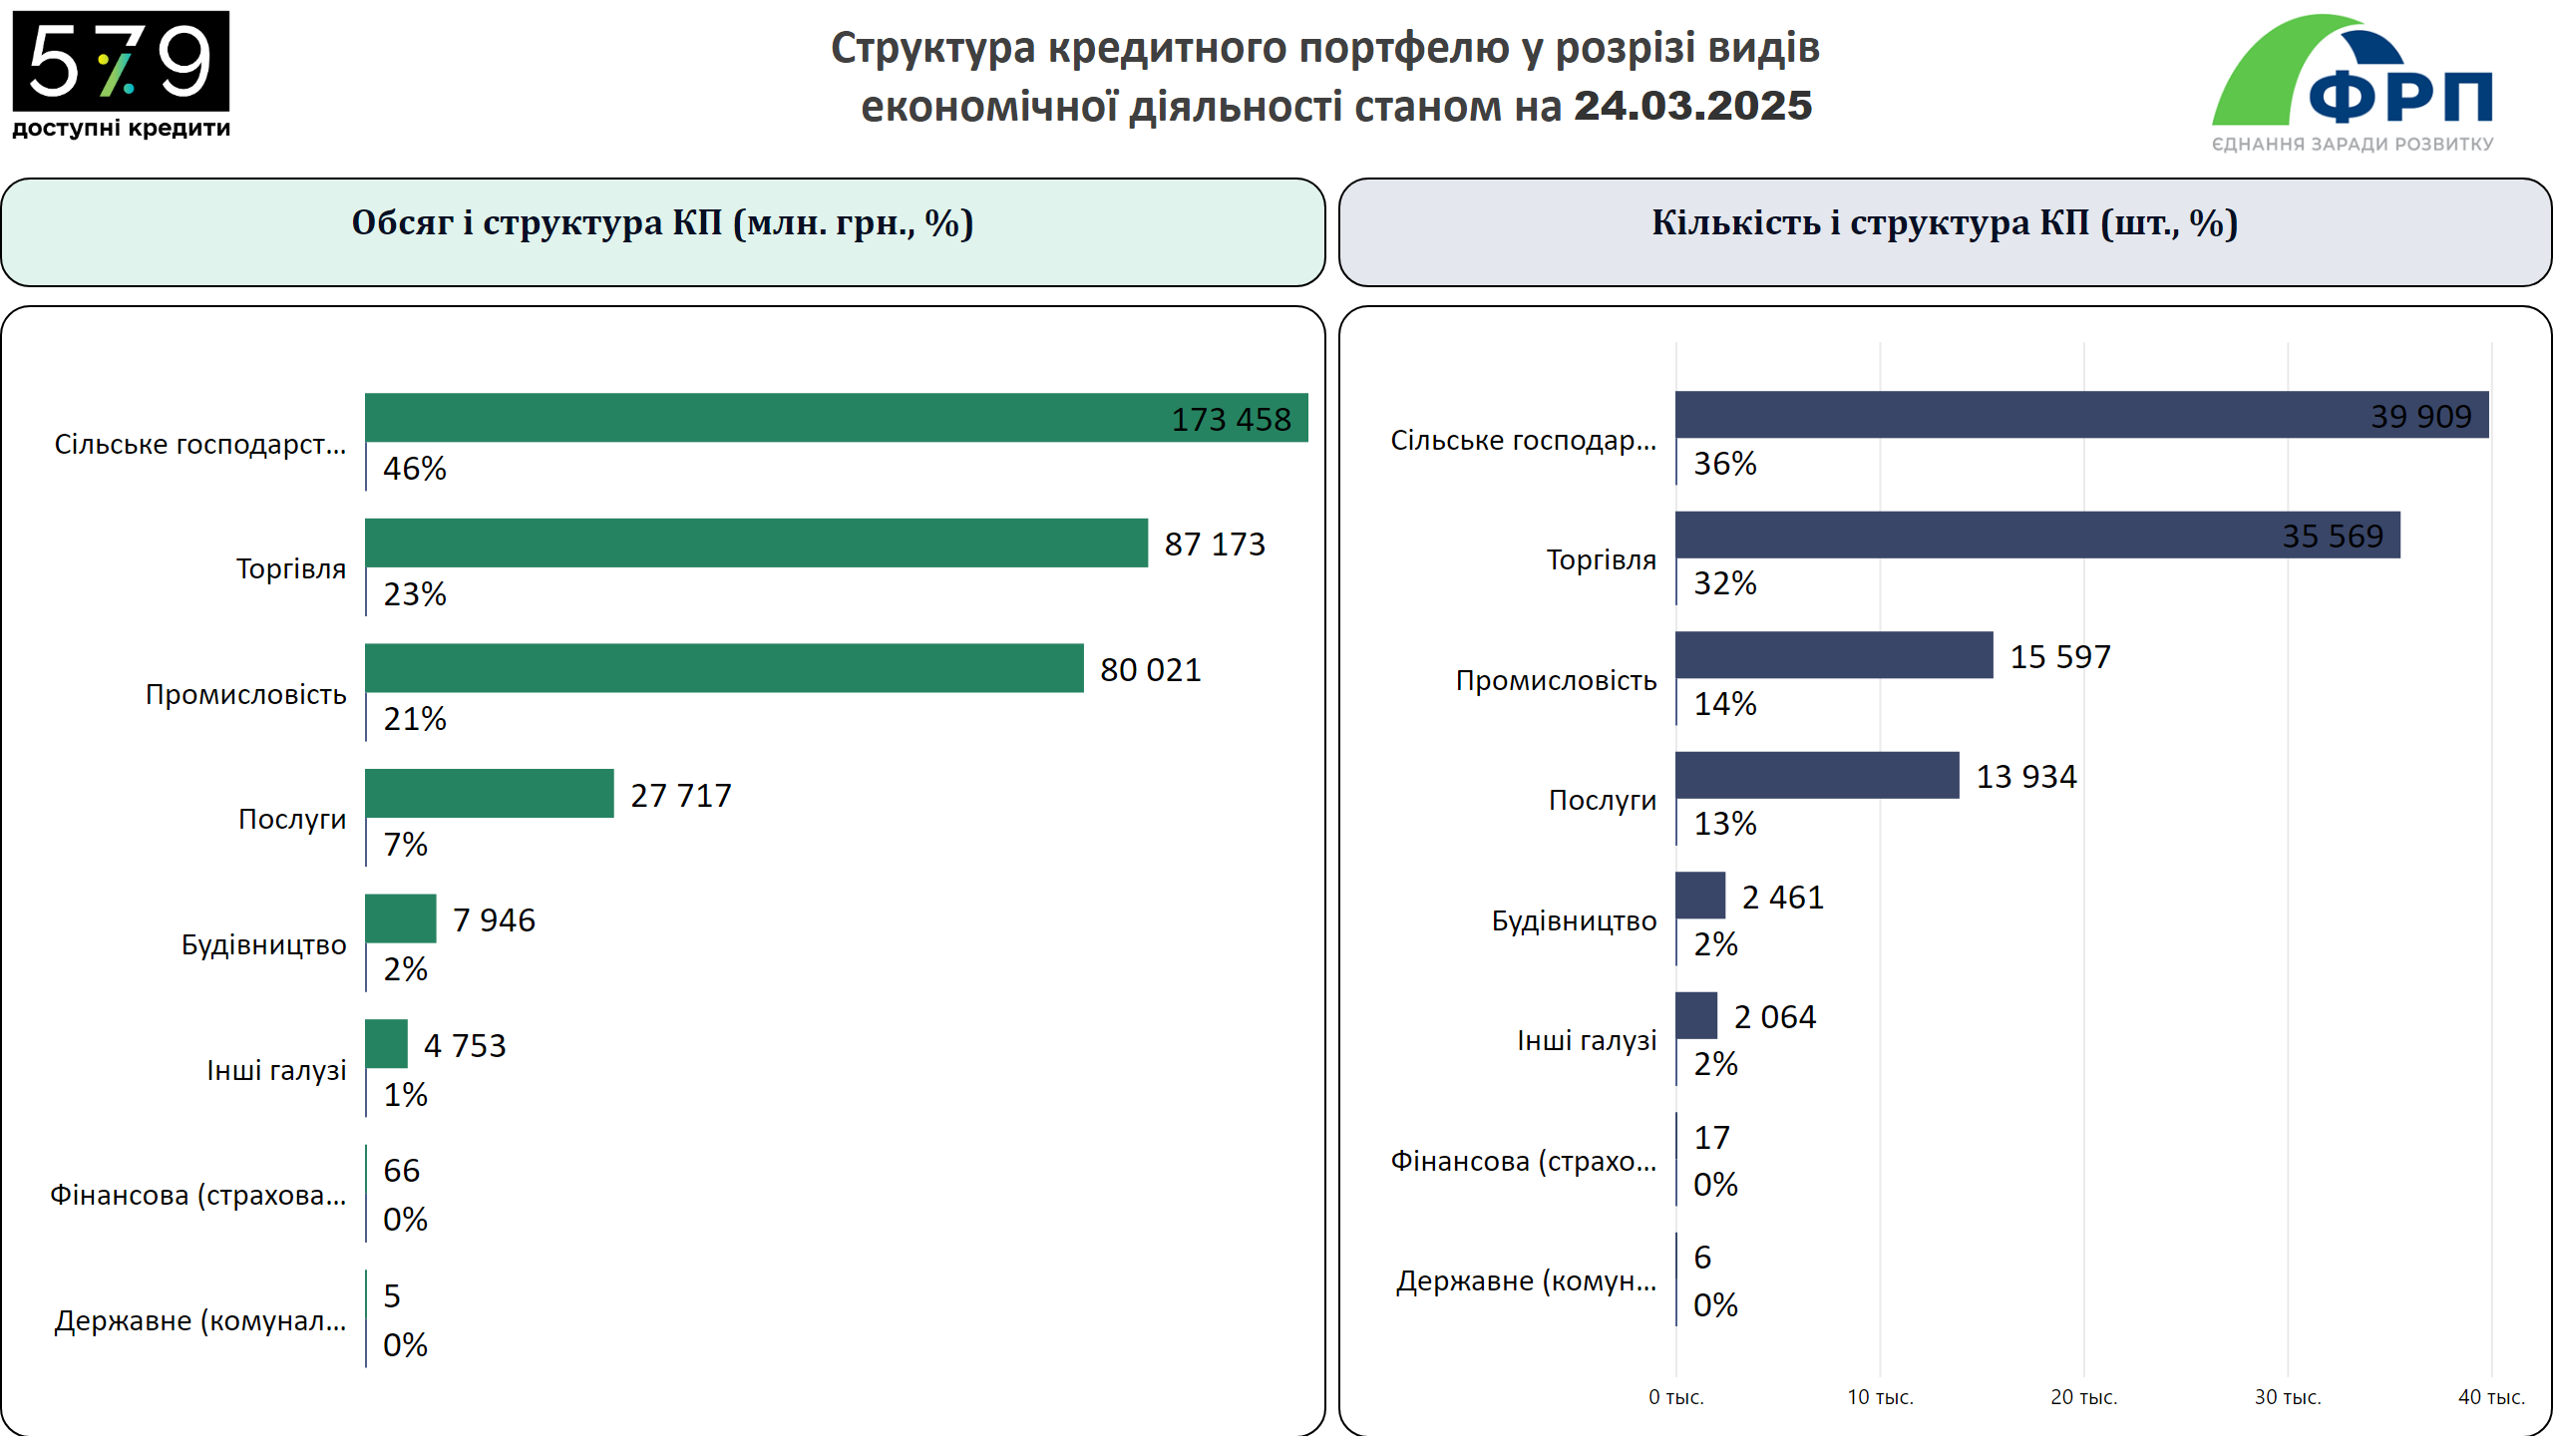 579
доступні кредити
Структура кредитного портфелю у розрізі видів
економічної діяльності станом на 24.03.2025
ФРП
ЄДНАННЯ ЗАРАДИ РОЗВИТКУ
Обсяг і структура КП (млн. грн., %)
Сільське господарст...
173 458
46%
Торгівля
87 173
23%
Промисловість
80 021
21%
Послуги
27 717
7%
Будівництво
7 946
2%
Інші галузі
4 753
1%
Фінансова (страхова...
66
0%
Державне (комунал...
5
0%
Кількість і структура КП (шт., %)
Сільське господар...
39 909
36%
Торгівля
35 569
32%
Промисловість
15 597
14%
Послуги
13 934
13%
Будівництво
2 461
2%
Інші галузі
2 064
2%
Фінансова (страхо...
17
0%
Державне (комун...
6
0%
0 тыс. 10 тыс. 20 тыс. 30 тыс. 40 тыс.